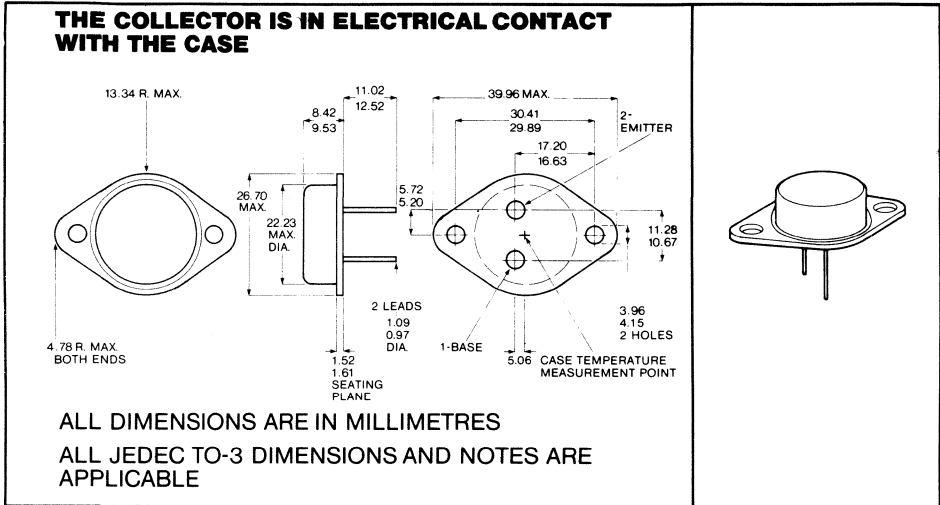 THE COLLECTOR IS IN ELECTRICAL CONTACT
WITH THE CASE
13.34 R. MAX.
11.02
12.52
8.42
9.53
39.96 MAX.
30.41
29.89
2-
EMITTER
17.20
16.63
26.70
MAX.
22.23
MAX.
DIA.
5.72
5.20
11.28
10.67
4.78 R. MAX.
BOTH ENDS
2 LEADS
1.09
0.97
DIA.
1-BASE
1.52
1.61
SEATING
PLANE
5.06
CASE TEMPERATURE
MEASUREMENT POINT
3.96
4.15
2 HOLES
ALL DIMENSIONS ARE IN MILLIMETRES
ALL JEDEC TO-3 DIMENSIONS AND NOTES ARE
APPLICABLE